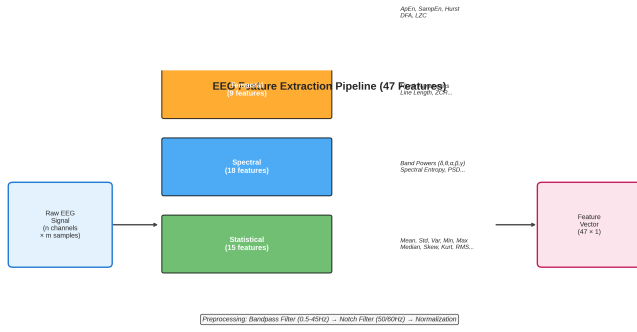 ApEn, SampEn, Hurst
DFA, LZC
EEG Feature Extraction Pipeline (47 Features)
(9 features)
Line Length, ZCR...
Spectral
(18 features)
Band Powers (δ,θ,α,β,γ)
Spectral Entropy, PSD...
Raw EEG
Signal
(n channels
× m samples)
Feature
Vector
(47 × 1)
Statistical
(15 features)
Mean, Std, Var, Min, Max
Median, Skew, Kurt, RMS...
Preprocessing: Bandpass Filter (0.5-45Hz) → Notch Filter (50/60Hz) → Normalization